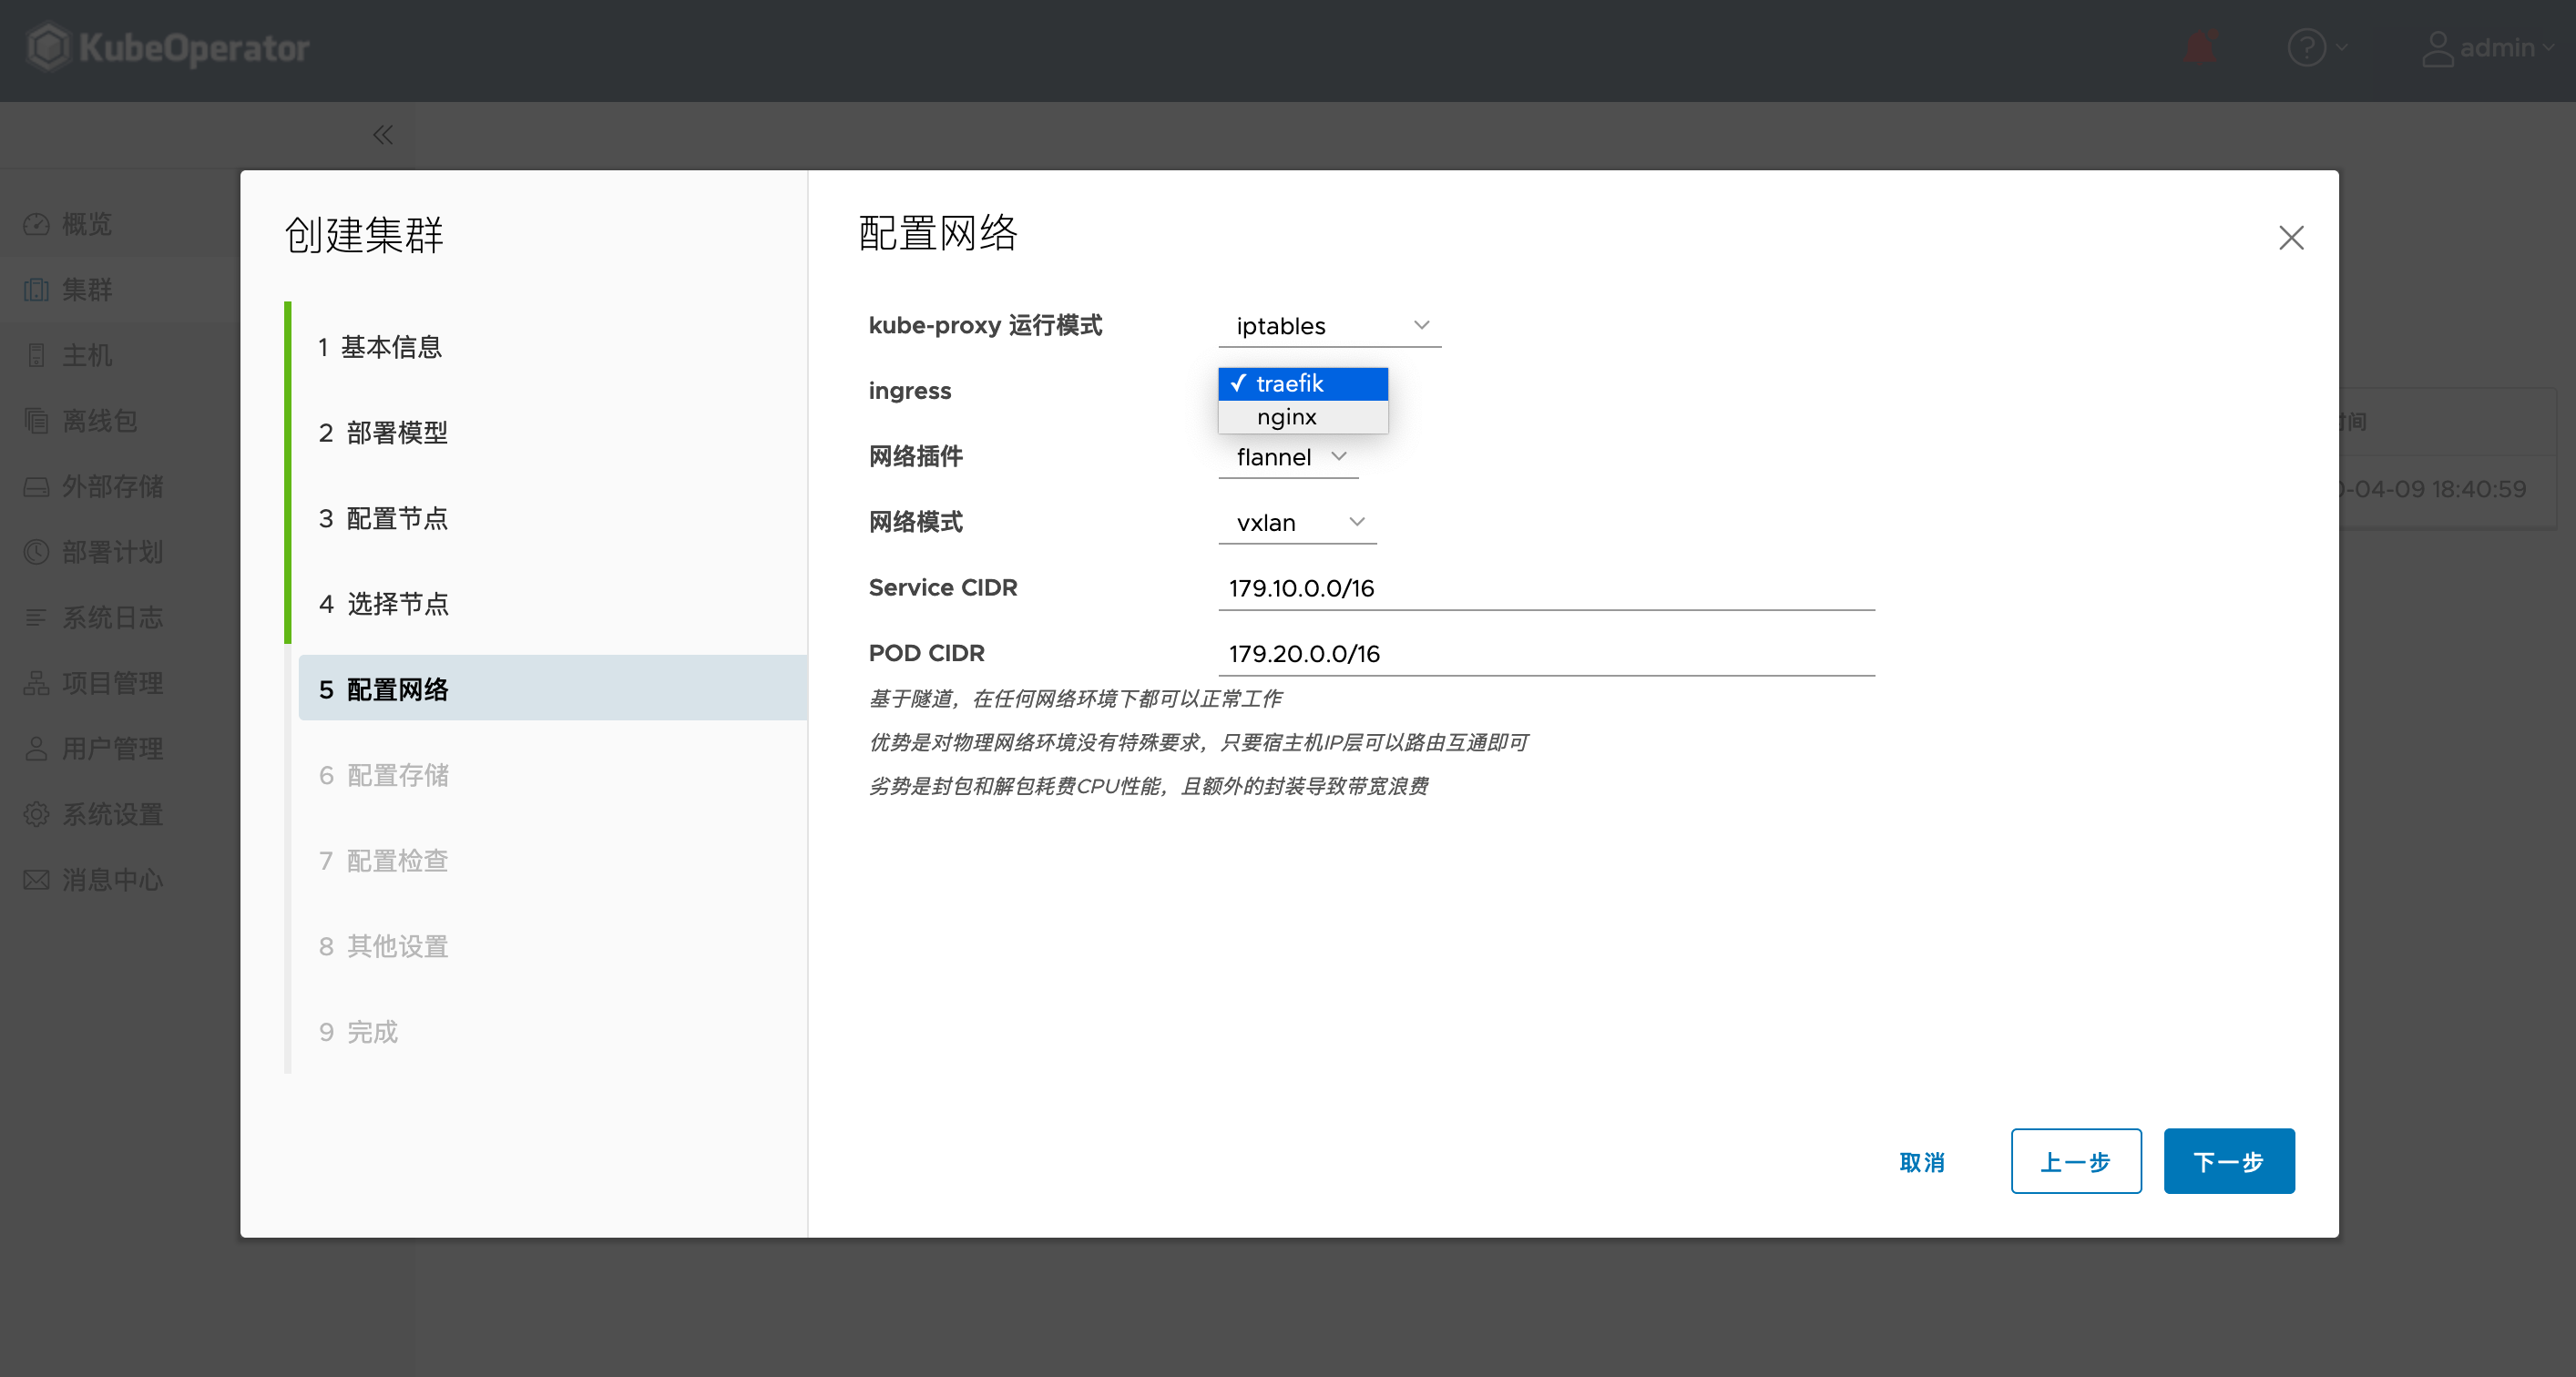 KubeOperator
admin
概览
集群
主机
离线包
外部存储
部署计划
系统日志
项目管理
用户管理
系统设置
消息中心
创建集群
1 基本信息
2 部署模型
3 配置节点
4 选择节点
5 配置网络
6 配置存储
7 配置检查
8 其他设置
9 完成
配置网络
kube-proxy 运行模式
iptables
ingress
✓ traefik
nginx
网络插件
flannel
网络模式
vxlan
Service CIDR
179.10.0.0/16
POD CIDR
179.20.0.0/16
基于隧道，在任何网络环境下都可以正常工作
优势是对物理网络环境没有特殊要求，只要宿主机IP层可以路由互通即可
劣势是封包和解包耗费CPU性能，且额外的封装导致带宽浪费
取消
上一步
下一步
间
-04-09 18:40:59